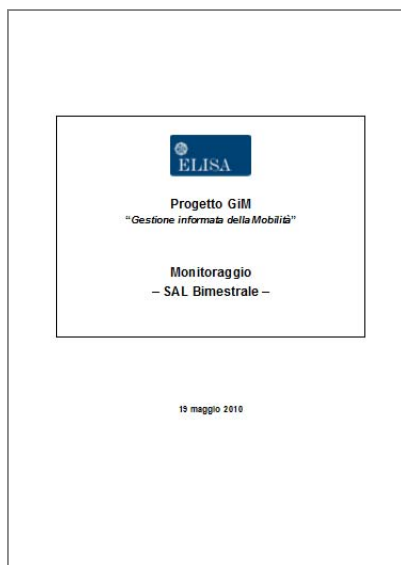 ELISA
Progetto GiM
"Gestione informata della Mobilità"
Monitoraggio
– SAL Bimestrale –
19 maggio 2010